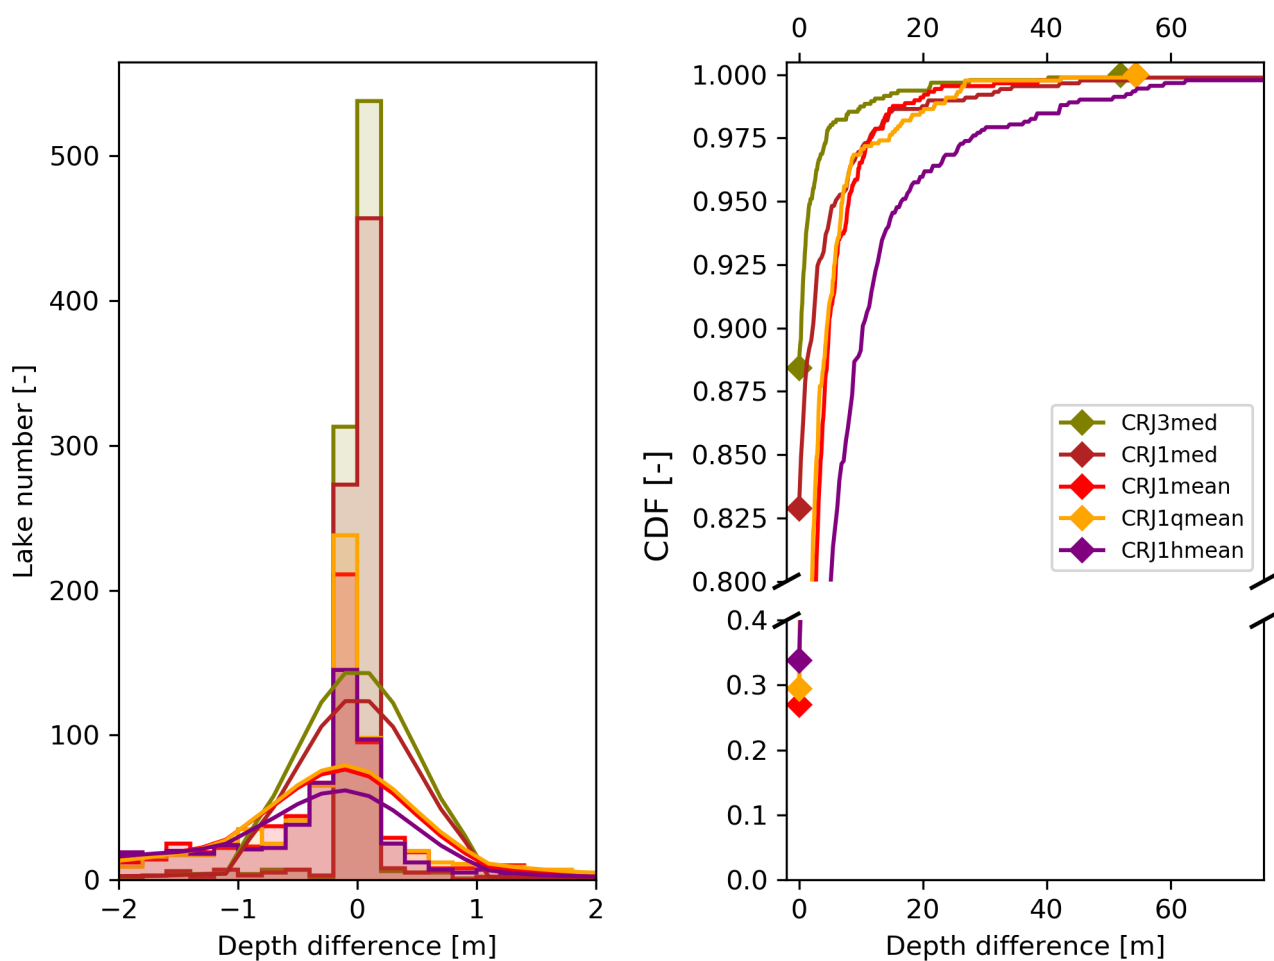 0 20 40 60
500
400
300
200
100
0
Lake number [-]
−2 −1 0 1 2
Depth difference [m]
1.000
0.975
0.950
0.925
0.900
0.875
0.850
0.825
0.800
0.4
0.3
0.2
0.1
0.0
CDF [-]
CRJ3med
CRJ1med
CRJ1mean
CRJ1qmean
CRJ1hmean
0 20 40 60
Depth difference [m]